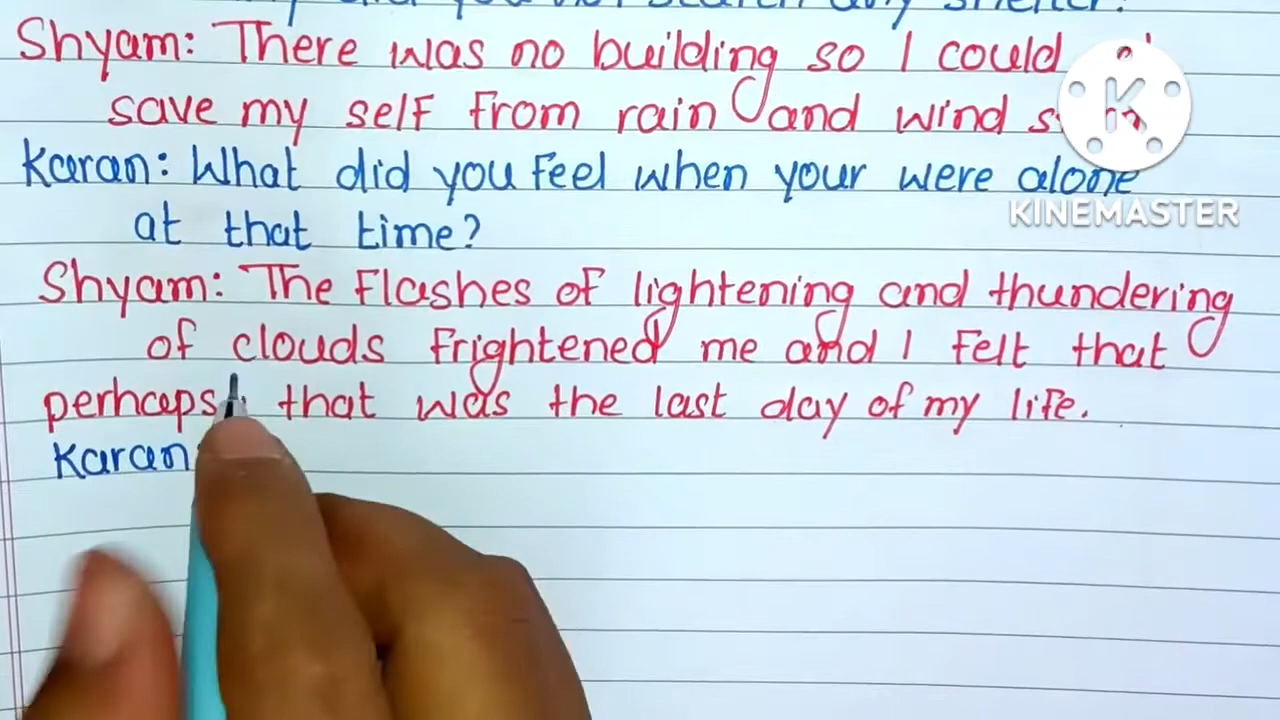 Shyam: There was no building so I could
save my self from rain and wind
Karan: What did you feel when your were alone
at that time?
KINEMASTER
Shyam: The flashes of lightening and thundering
of clouds frightened me and I felt that
perhaps that was the last day of my life.
Karan